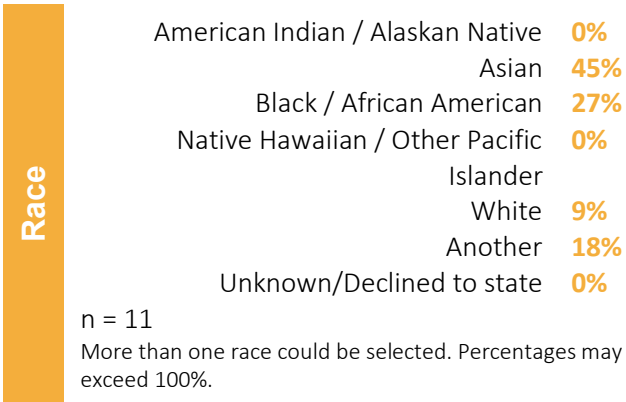 Race
American Indian / Alaskan Native 0%
Asian 45%
Black / African American 27%
Native Hawaiian / Other Pacific 0%
Islander
White 9%
Another 18%
Unknown/Declined to state 0%
n = 11
More than one race could be selected. Percentages may
exceed 100%.